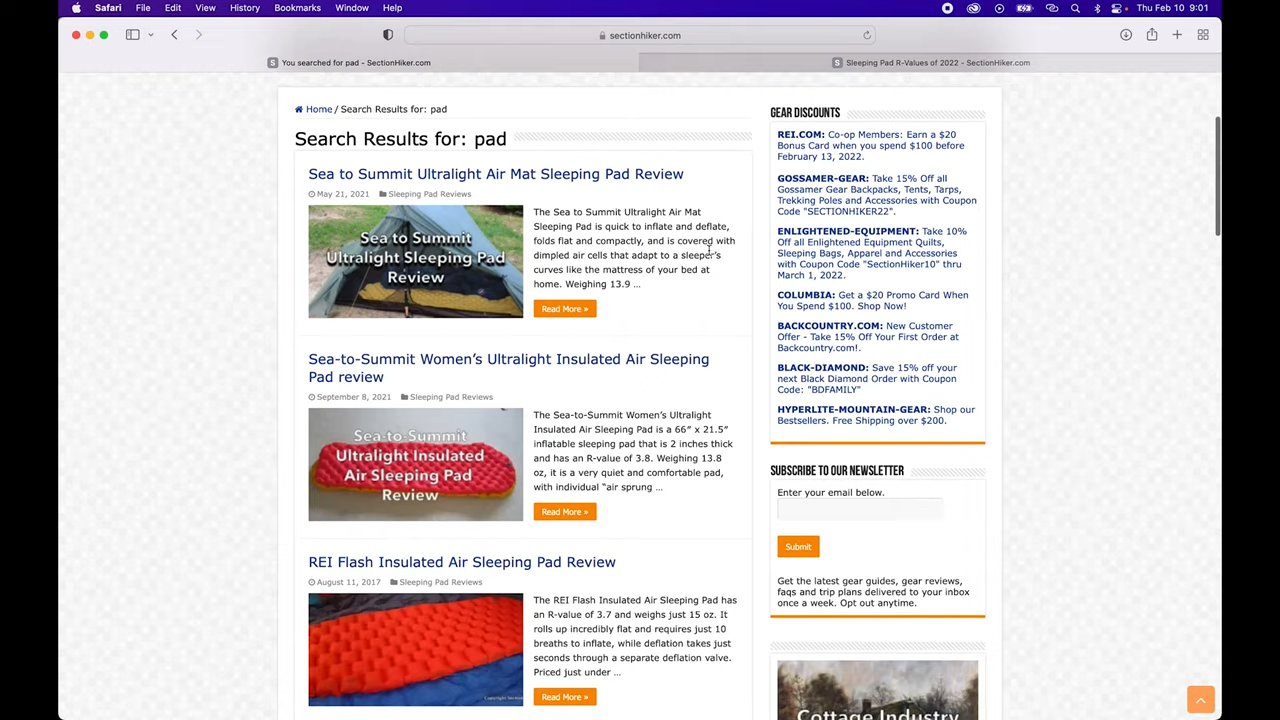 Safari File Edit View History Bookmarks Window Help Thu Feb 10 9:01
sectionhiker.com
S You searched for pad - SectionHiker.com
S Sleeping Pad R-Values of 2022 - SectionHiker.com
Home / Search Results for: pad
Search Results for: pad
Sea to Summit Ultralight Air Mat Sleeping Pad Review
May 21, 2021 Sleeping Pad Reviews
Sea to Summit
Ultralight Sleeping Pad
Review
The Sea to Summit Ultralight Air Mat
Sleeping Pad is quick to inflate and deflate,
folds flat and compactly, and is covered with
dimpled air cells that adapt to a sleeper's
curves like the mattress of your bed at
home. Weighing 13.9 ...
Read More »
Sea-to-Summit Women’s Ultralight Insulated Air Sleeping
Pad review
September 8, 2021 Sleeping Pad Reviews
Sea-to-Summit
Ultralight Insulated
Air Sleeping Pad
Review
The Sea-to-Summit Women’s Ultralight
Insulated Air Sleeping Pad is a 66″ x 21.5″
inflatable sleeping pad that is 2 inches thick
and has an R-value of 3.8. Weighing 13.8
oz, it is a very quiet and comfortable pad,
with individual “air sprung ...
Read More »
REI Flash Insulated Air Sleeping Pad Review
August 11, 2017 Sleeping Pad Reviews
The REI Flash Insulated Air Sleeping Pad has
an R-value of 3.7 and weighs just 15 oz. It
rolls up incredibly flat and requires just 10
breaths to inflate, while deflation takes just
seconds through a separate deflation valve.
Priced just under ...
Read More »
GEAR DISCOUNTS
REI.COM: Co-op Members: Earn a $20
Bonus Card when you spend $100 before
February 13, 2022.
GOSSAMER-GEAR: Take 15% Off all
Gossamer Gear Backpacks, Tents, Tarps,
Trekking Poles and Accessories with Coupon
Code "SECTIONHIKER22".
ENLIGHTENED-EQUIPMENT: Take 10%
Off all Enlightened Equipment Quilts,
Sleeping Bags, Apparel and Accessories
with Coupon Code "SectionHiker10" thru
March 1, 2022.
COLUMBIA: Get a $20 Promo Card When
You Spend $100. Shop Now!
BACKCOUNTRY.COM: New Customer
Offer - Take 15% Off Your First Order at
Backcountry.com!.
BLACK-DIAMOND: Save 15% off your
next Black Diamond Order with Coupon
Code: "BDFAMILY"
HYPERLITE-MOUNTAIN-GEAR: Shop our
Bestsellers. Free Shipping over $200.
SUBSCRIBE TO OUR NEWSLETTER
Enter your email below.
Submit
Get the latest gear guides, gear reviews,
faqs and trip plans delivered to your inbox
once a week. Opt out anytime.
Cottage Industry